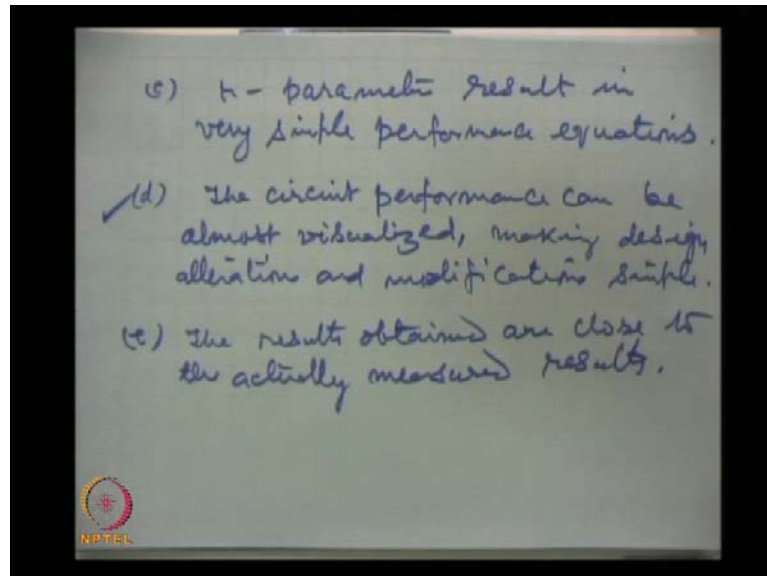 (c) r - parameter result in
very simple performance equations.
(d) The circuit performance can be
almost visualized, making design
alteration and modifications simple.
(e) The results obtained are close to
the actually measured results.
NPTEL